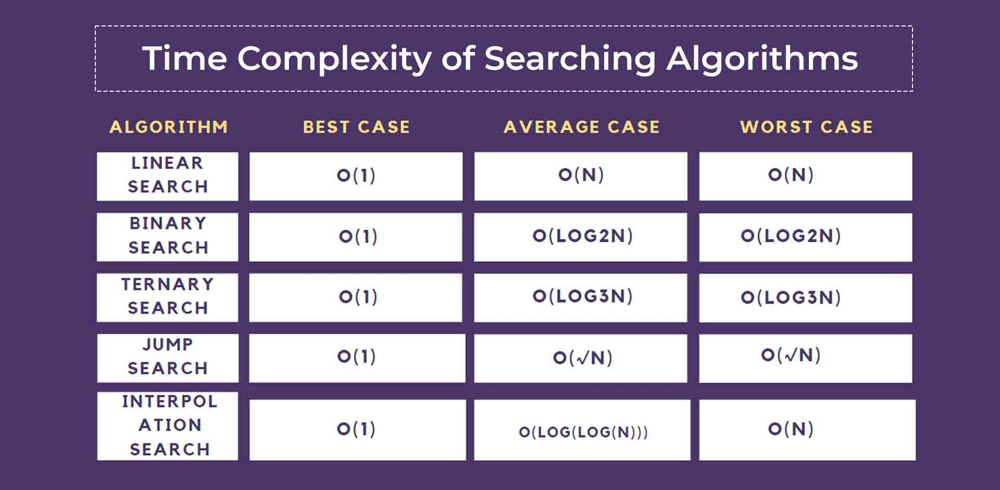 Time Complexity of Searching Algorithms
ALGORITHM BEST CASE AVERAGE CASE WORST CASE
LINEAR
SEARCH
O(1) O(N) O(N)
BINARY
SEARCH
O(1) O(LOG2N) O(LOG2N)
TERNARY
SEARCH
O(1) O(LOG3N) O(LOG3N)
JUMP
SEARCH
O(1) O(√N) O(√N)
INTERPOL
ATION
SEARCH
O(1) O(LOG(LOG(N))) O(N)